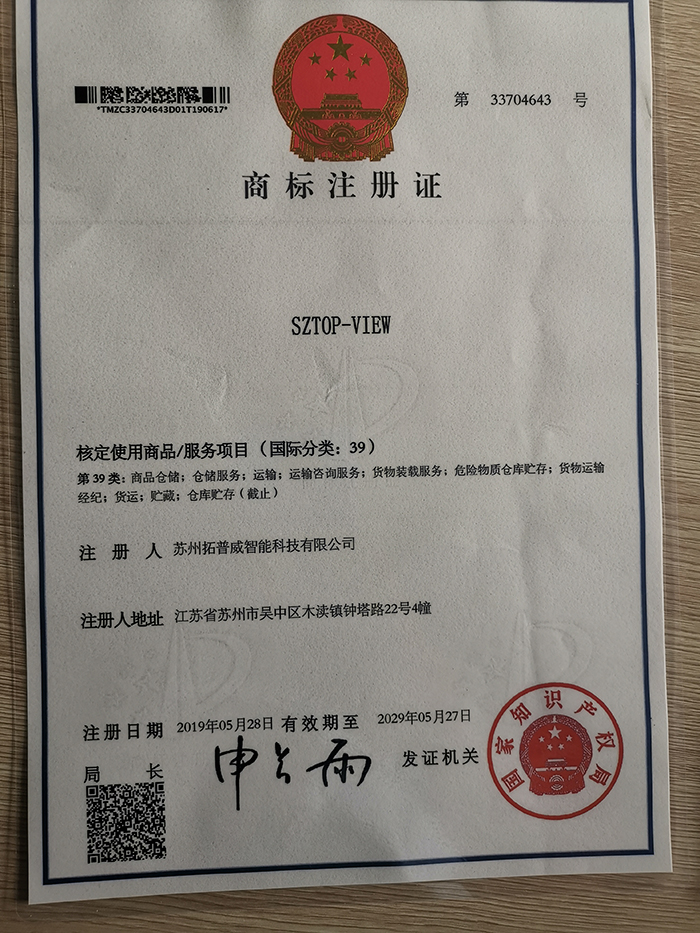 *TMZC33704643D01T190617*
第 33704643 号
商标注册证
SZTOP-VIEW
核定使用商品/服务项目（国际分类：39）
第39类：商品仓储；仓储服务；运输；运输咨询服务；货物装载服务；危险物质仓库贮存；货物运输
经纪；货运；贮藏；仓库贮存（截止）
注 册 人 苏州拓普威智能科技有限公司
注册人地址 江苏省苏州市吴中区木渎镇钟塔路22号4幢
注册日期 2019年05月28日 有效期至 2029年05月27日
局 长 申长雨 发证机关
国家知识产权局